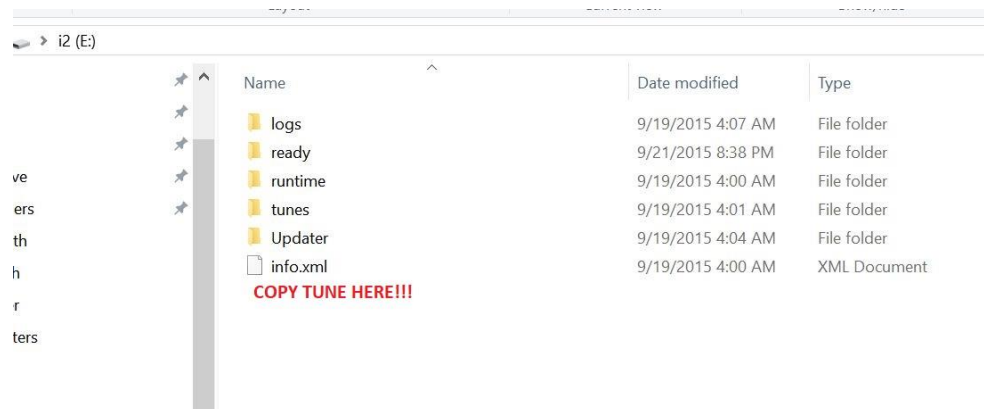 i2 (E:)
Name Date modified Type
logs 9/19/2015 4:07 AM File folder
ready 9/21/2015 8:38 PM File folder
runtime 9/19/2015 4:00 AM File folder
ve
tunes 9/19/2015 4:01 AM File folder
ers
Updater 9/19/2015 4:04 AM File folder
th
info.xml 9/19/2015 4:00 AM XML Document
h
COPY TUNE HERE!!!
r
ters